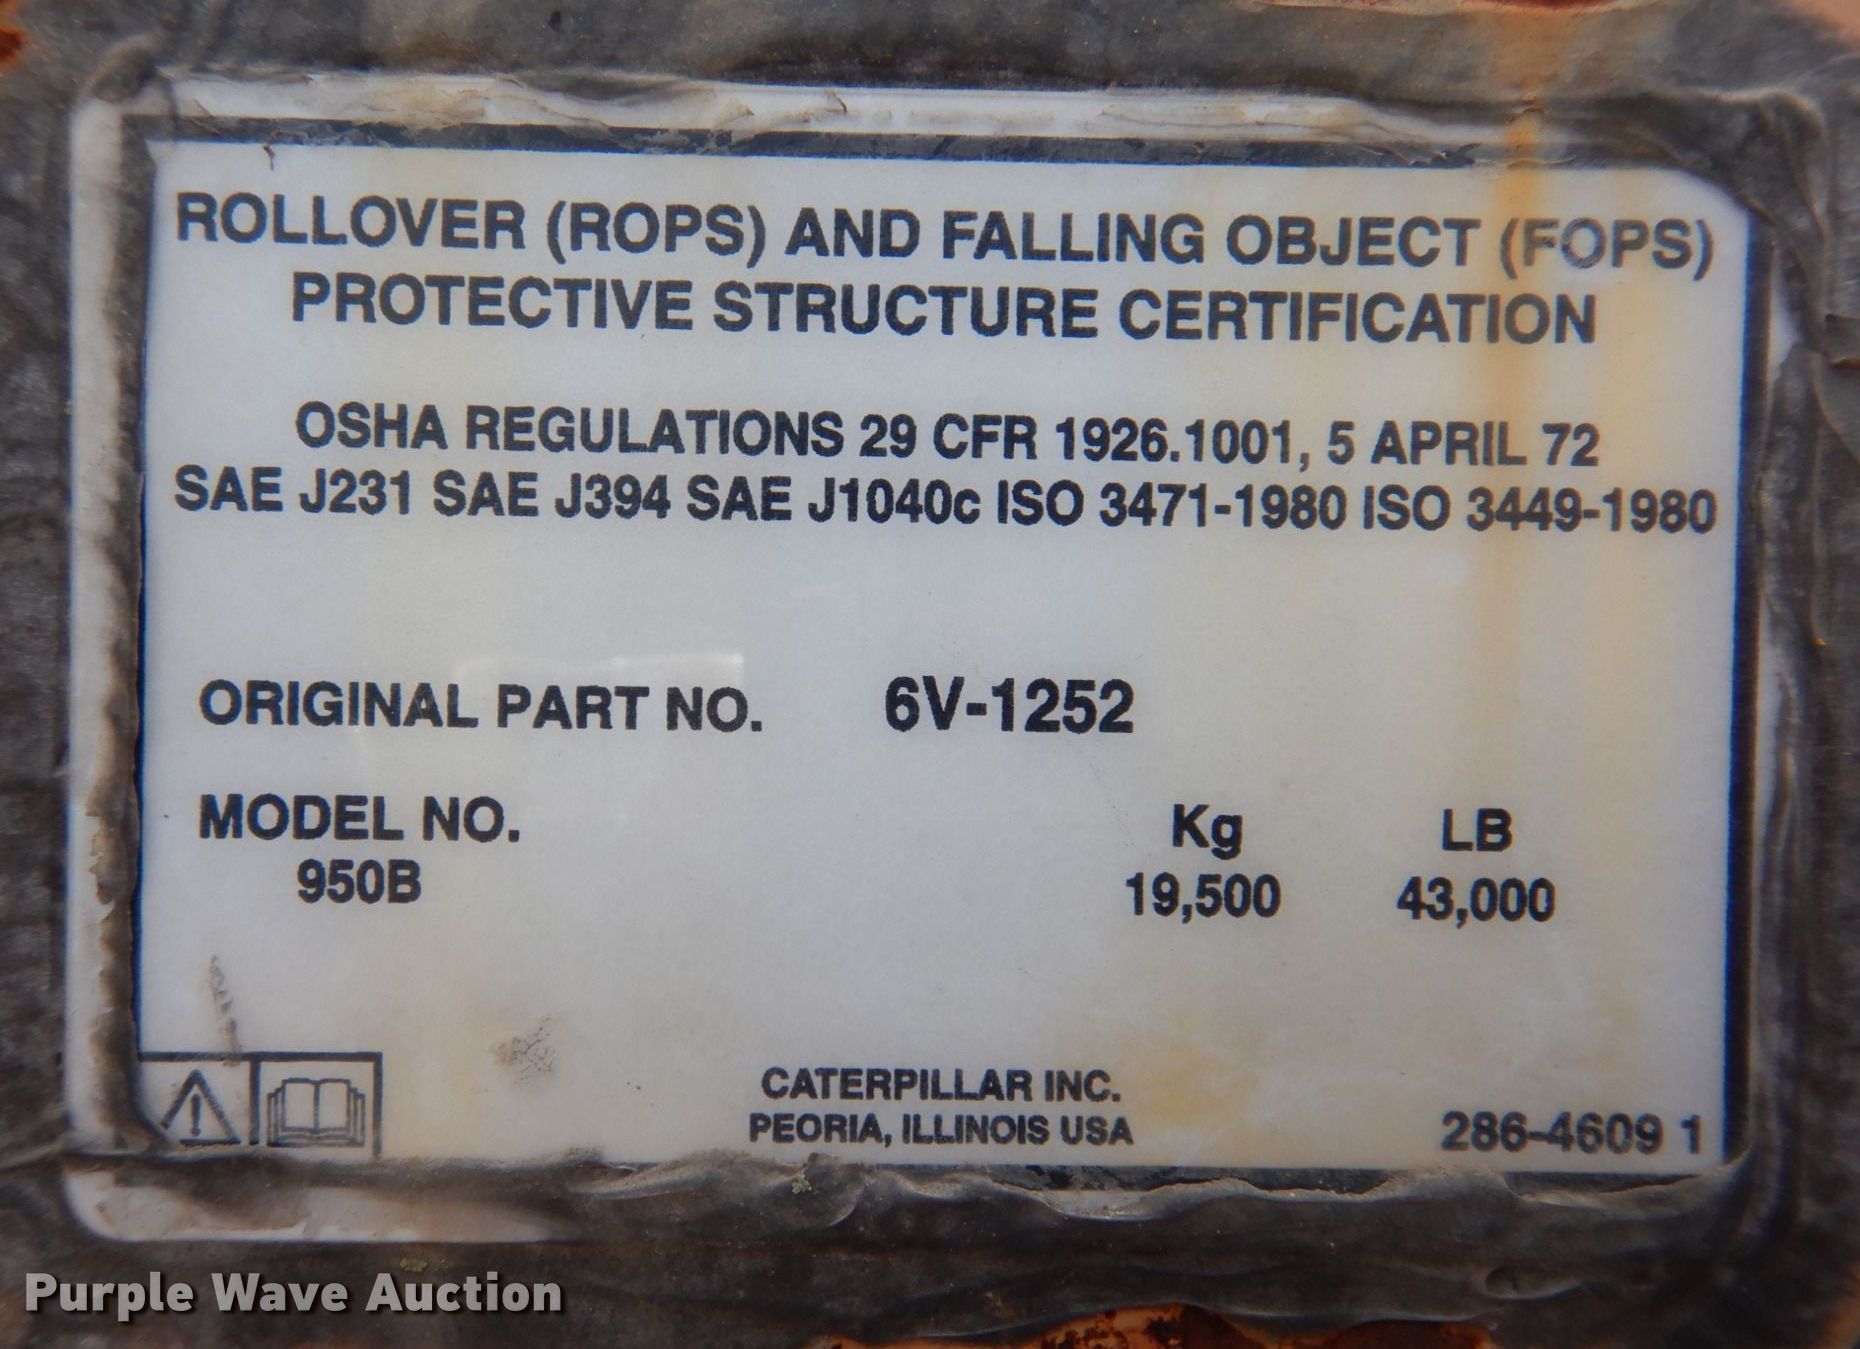 ROLLOVER (ROPS) AND FALLING OBJECT (FOPS)
PROTECTIVE STRUCTURE CERTIFICATION
OSHA REGULATIONS 29 CFR 1926.1001, 5 APRIL 72
SAE J231 SAE J394 SAE J1040c ISO 3471-1980 ISO 3449-1980
ORIGINAL PART NO. 6V-1252
MODEL NO. Kg LB
950B 19,500 43,000
CATERPILLAR INC.
PEORIA, ILLINOIS USA
286-4609 1
Purple Wave Auction